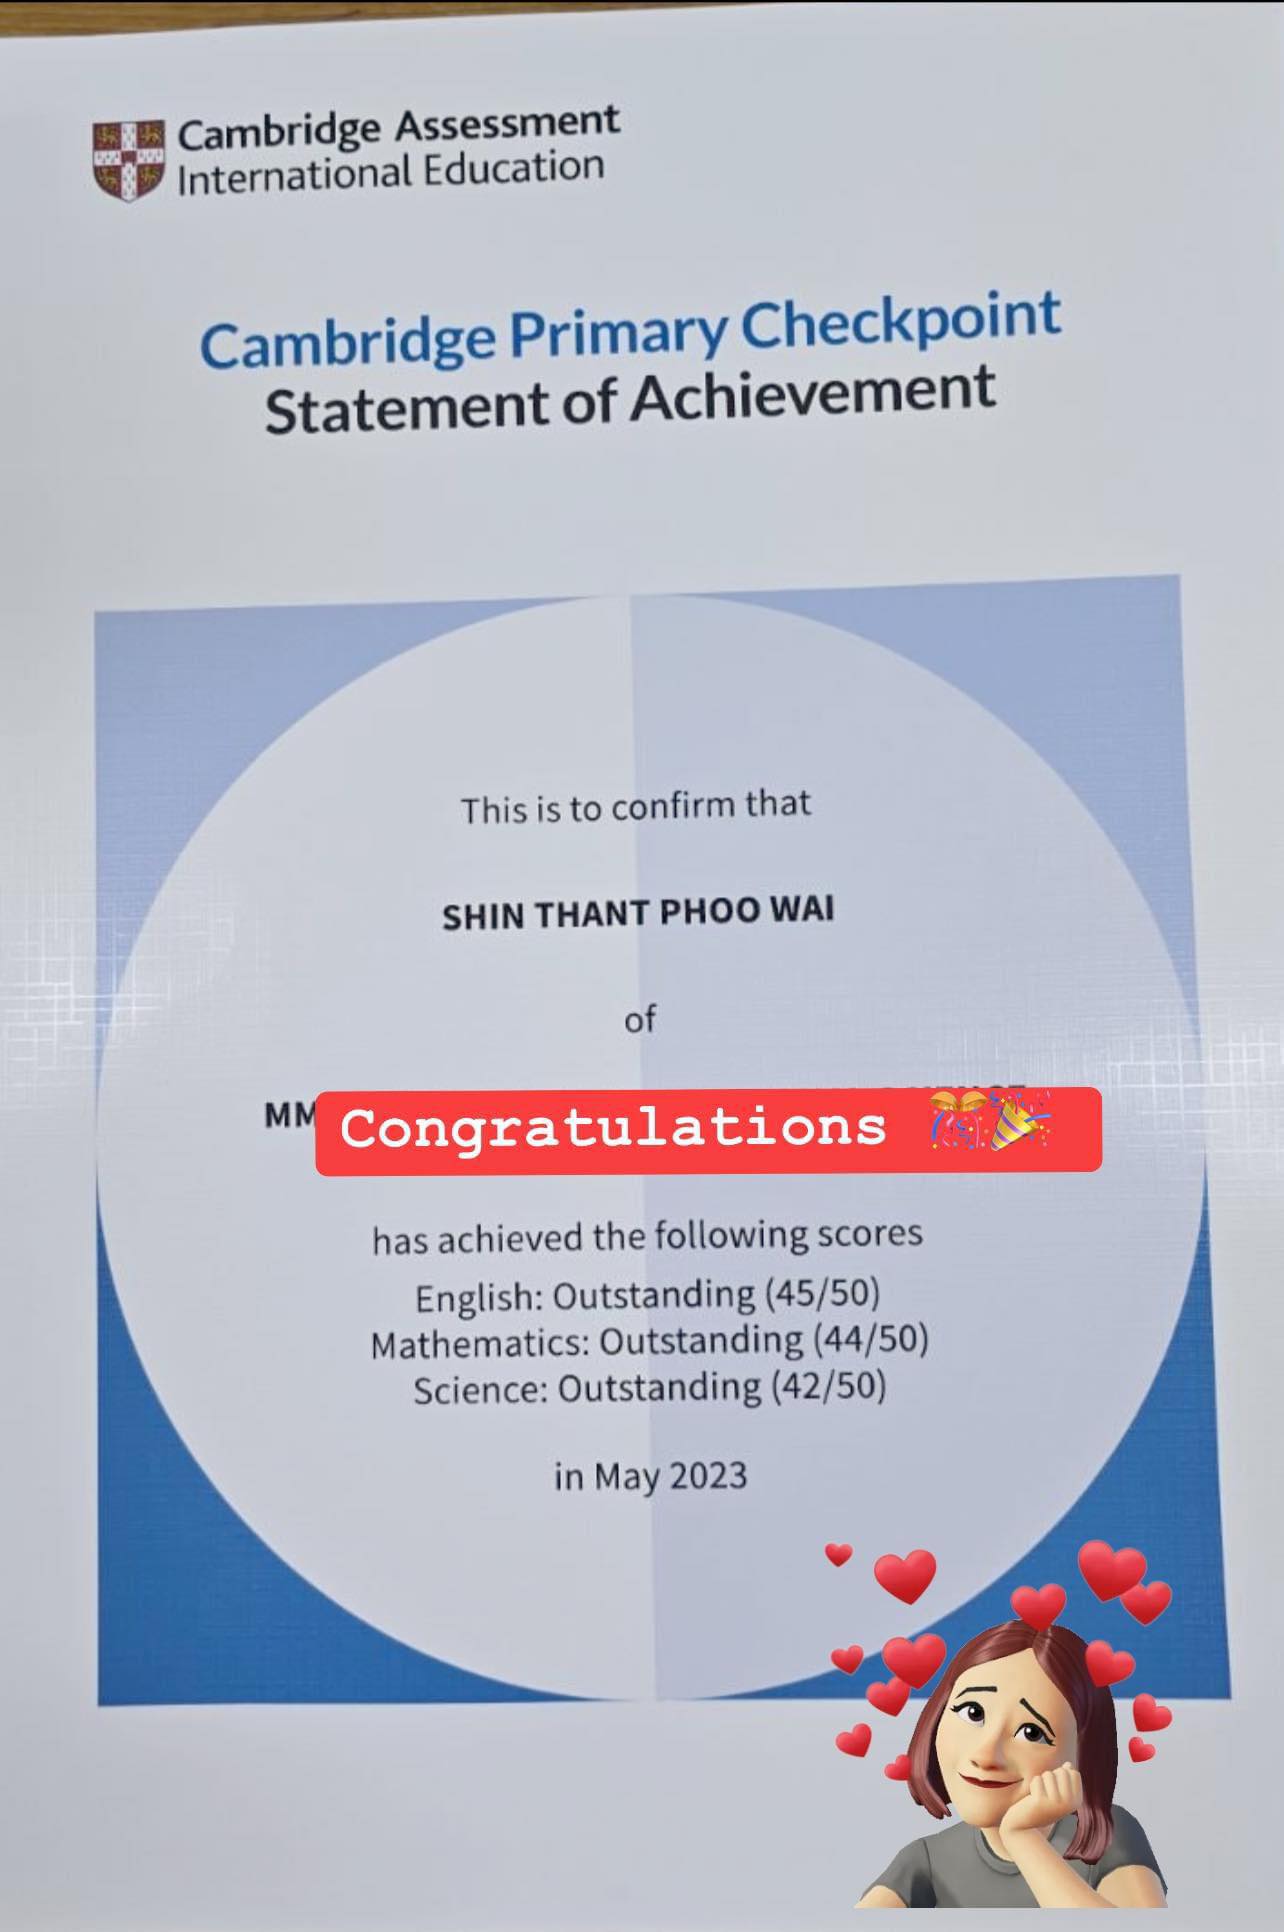 Cambridge Assessment
International Education
Cambridge Primary Checkpoint
Statement of Achievement
This is to confirm that
SHIN THANT PHOO WAI
of
MM
Congratulations 🎊🎉
has achieved the following scores
English: Outstanding (45/50)
Mathematics: Outstanding (44/50)
Science: Outstanding (42/50)
in May 2023